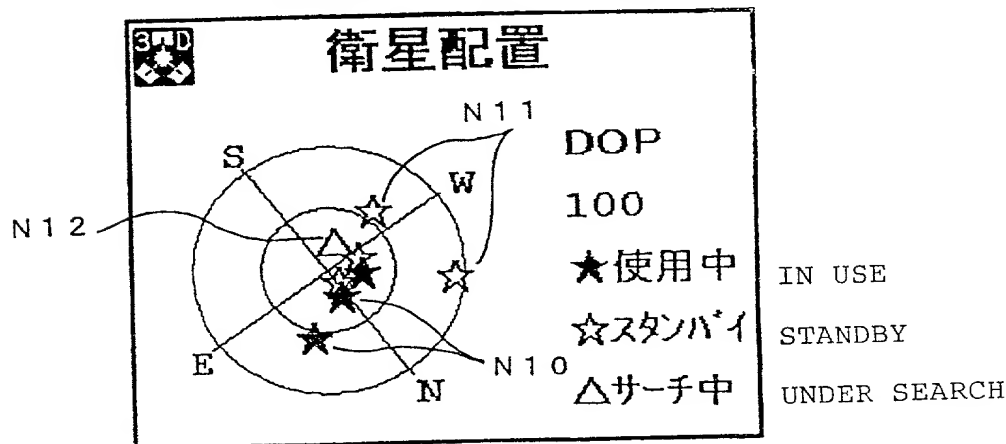 3D
衛星配置
N11
DOP
S
W
100
N12
★使用中 IN USE
☆スタンバイ STANDBY
E
N10
N
△サーチ中 UNDER SEARCH